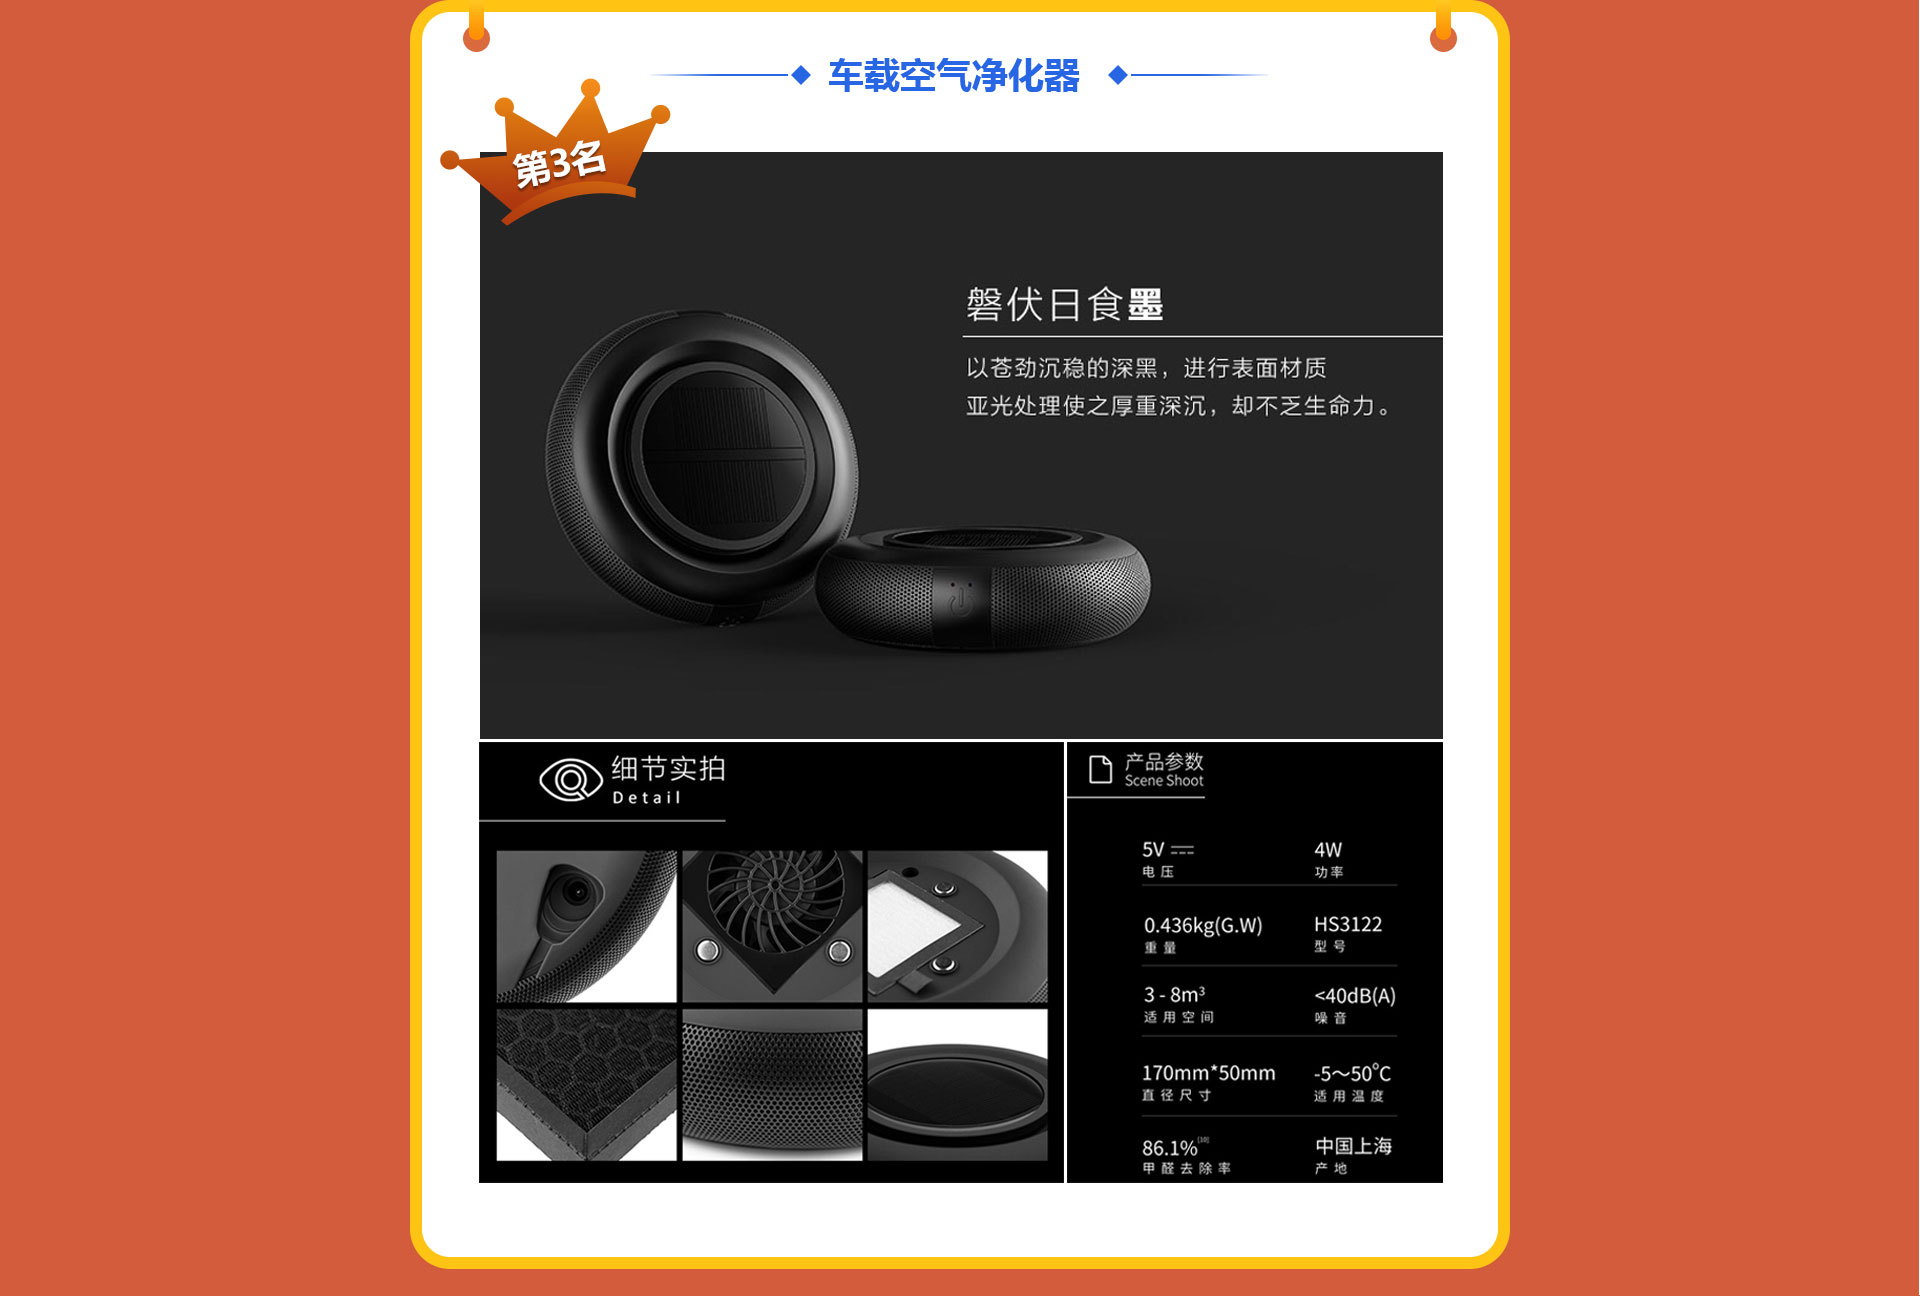 车载空气净化器
第3名
磐伏日食墨
以苍劲沉稳的深黑，进行表面材质
亚光处理使之厚重深沉，却不乏生命力。
细节实拍
Detail
产品参数
Scene Shoot
5V
电压
4W
功率
0.436kg(G.W)
重量
HS3122
型号
3 - 8m³
适用空间
<40dB(A)
噪音
170mm*50mm
直径尺寸
-5～50℃
适用温度
86.1%[10]
甲醛去除率
中国上海
产地